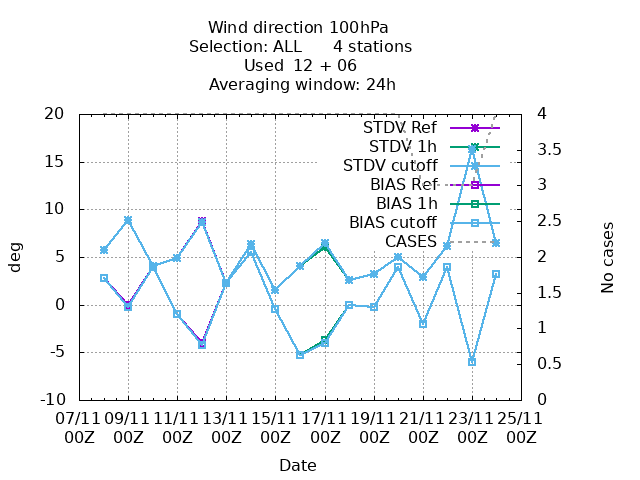 Wind direction 100hPa
Selection: ALL      4 stations
Used  12 + 06
Averaging window: 24h
deg
20
15
10
5
0
-5
-10
STDV Ref
STDV 1h
STDV cutoff
BIAS Ref
BIAS 1h
BIAS cutoff
CASES
4
3.5
3
2.5
2
1.5
1
0.5
0
No cases
07/11 09/11 11/11 13/11 15/11 17/11 19/11 21/11 23/11 25/11
00Z 00Z 00Z 00Z 00Z 00Z 00Z 00Z 00Z 00Z
Date